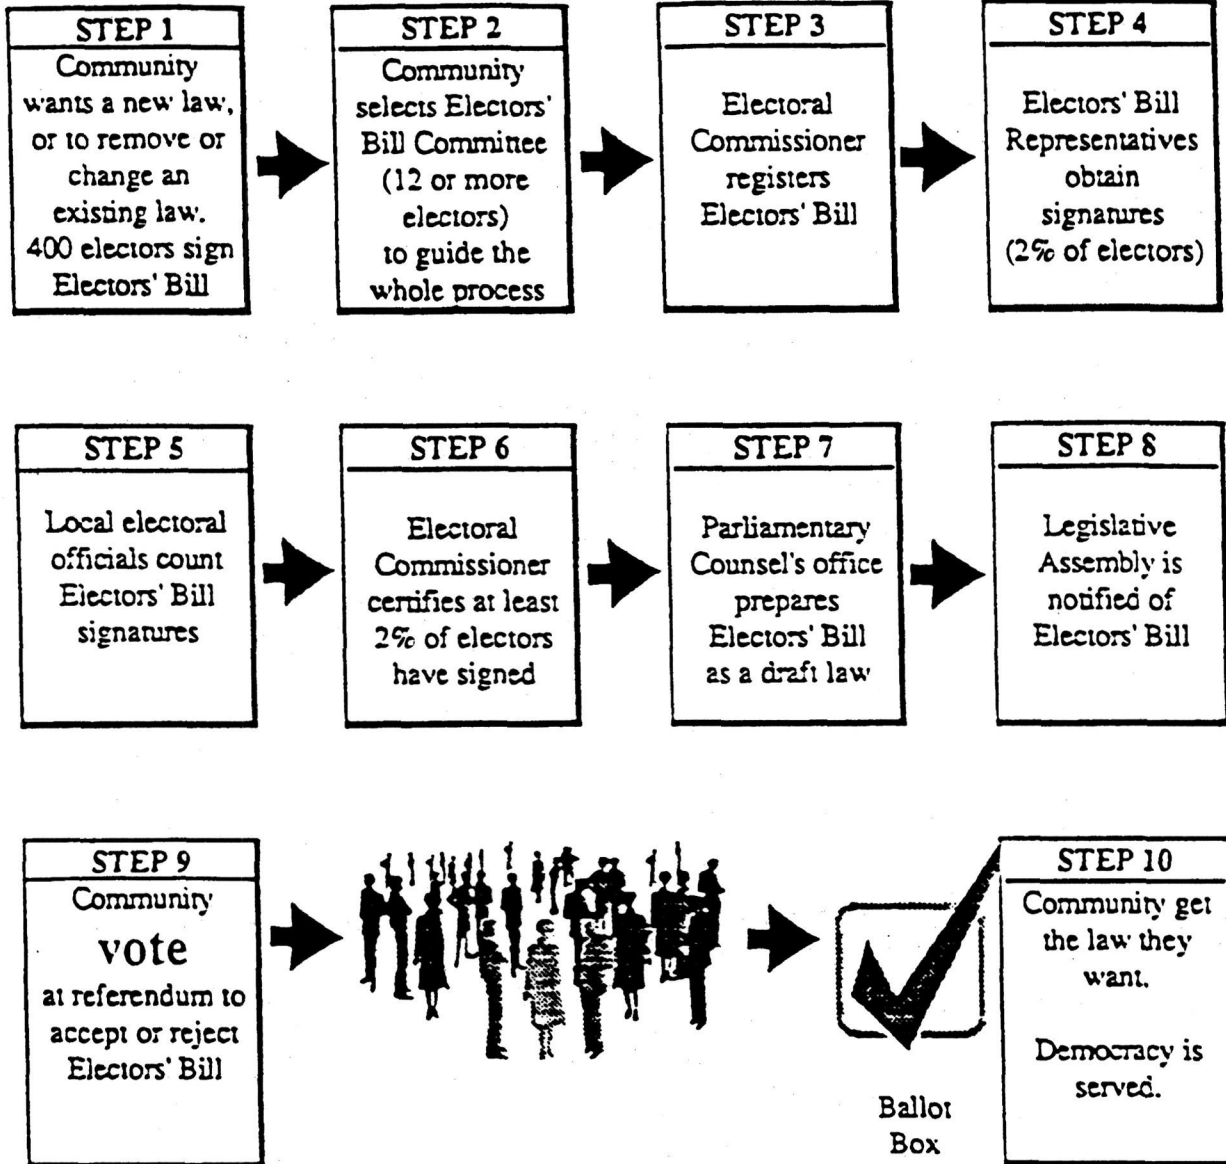 STEP 1
Community
wants a new law,
or to remove or
change an
existing law.
400 electors sign
Electors' Bill
STEP 2
Community
selects Electors'
Bill Committee
(12 or more
electors)
to guide the
whole process
STEP 3
Electoral
Commissioner
registers
Electors' Bill
STEP 4
Electors' Bill
Representatives
obtain
signatures
(2% of electors)
STEP 5
Local electoral
officials count
Electors' Bill
signatures
STEP 6
Electoral
Commissioner
certifies at least
2% of electors
have signed
STEP 7
Parliamentary
Counsel's office
prepares
Electors' Bill
as a draft law
STEP 8
Legislative
Assembly is
notified of
Electors' Bill
STEP 9
Community
vote
at referendum to
accept or reject
Electors' Bill
Ballot
Box
STEP 10
Community get
the law they
want.
Democracy is
served.